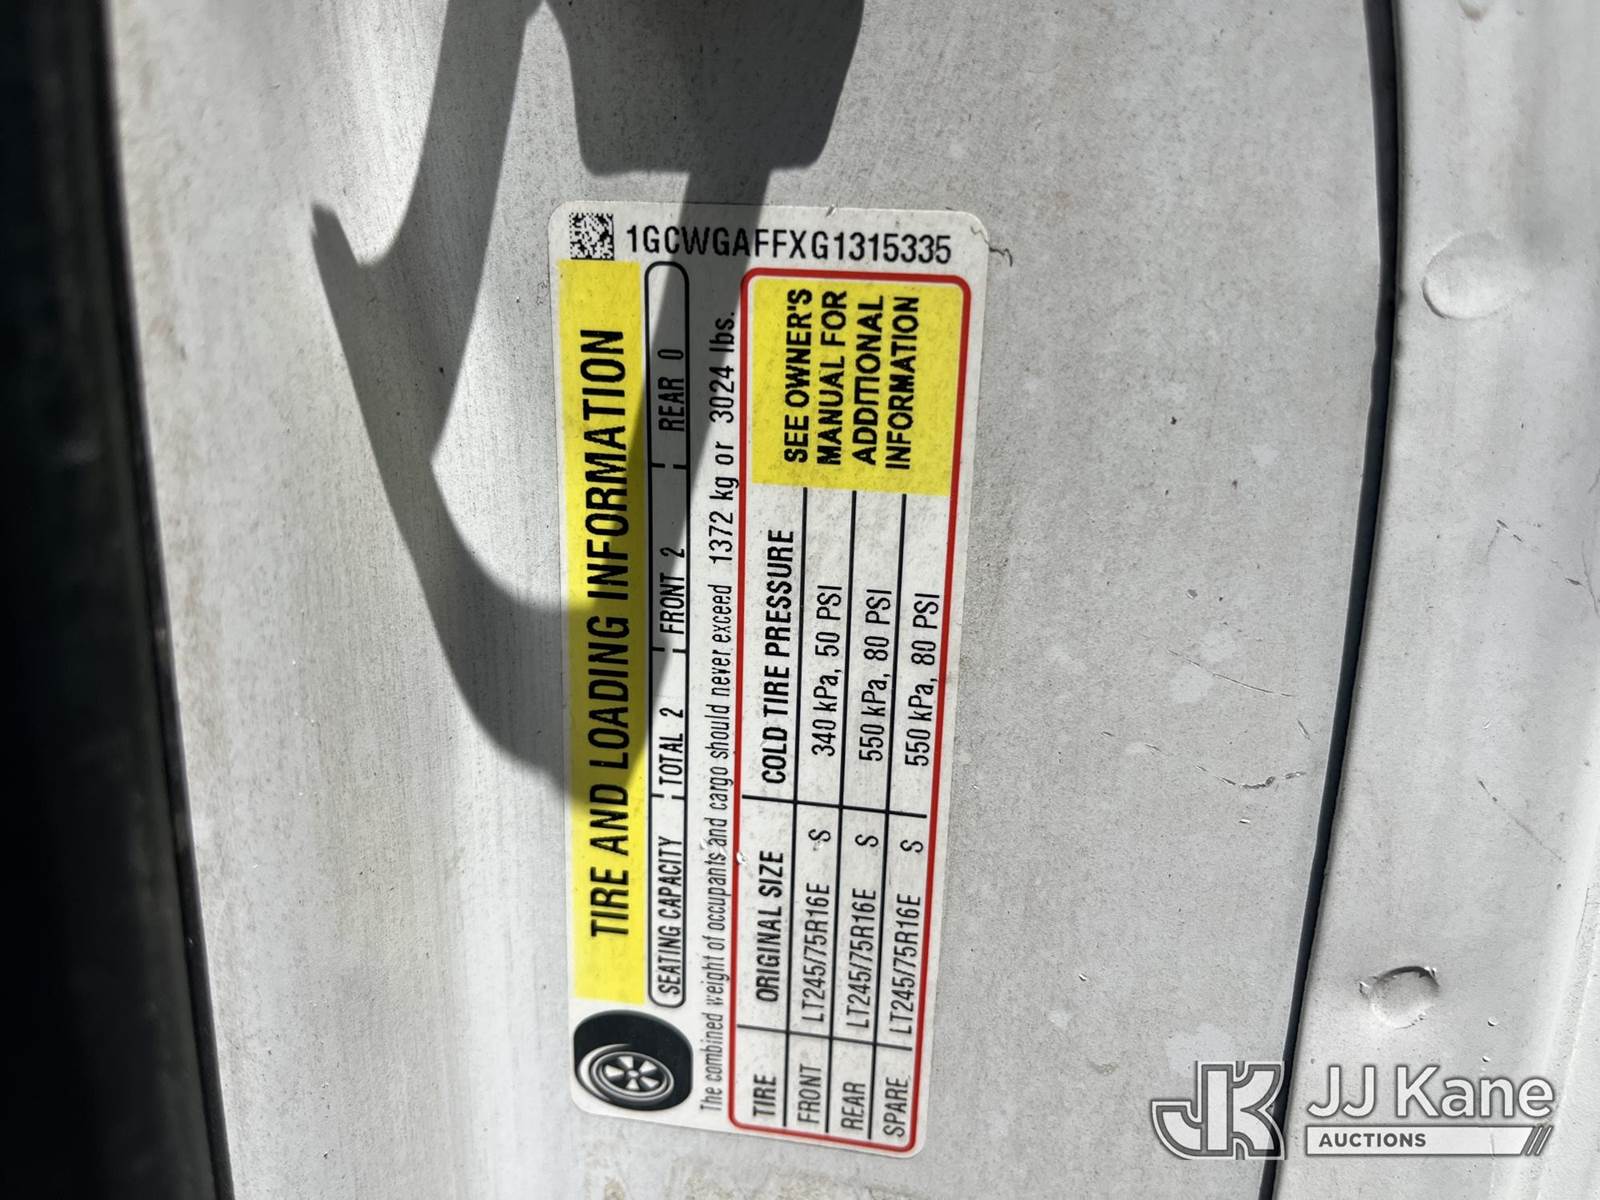 1GCWGAFFXG1315335
TIRE AND LOADING INFORMATION
SEATING CAPACITY TOTAL 2 FRONT 2 REAR 0
The combined weight of occupants and cargo should never exceed 1372 kg or 3024 lbs.
TIRE ORIGINAL SIZE COLD TIRE PRESSURE
FRONT LT245/75R16E S 340 kPa, 50 PSI
REAR LT245/75R16E S 550 kPa, 80 PSI
SPARE LT245/75R16E S 550 kPa, 80 PSI
SEE OWNER'S
MANUAL FOR
ADDITIONAL
INFORMATION
JK JJ Kane
AUCTIONS